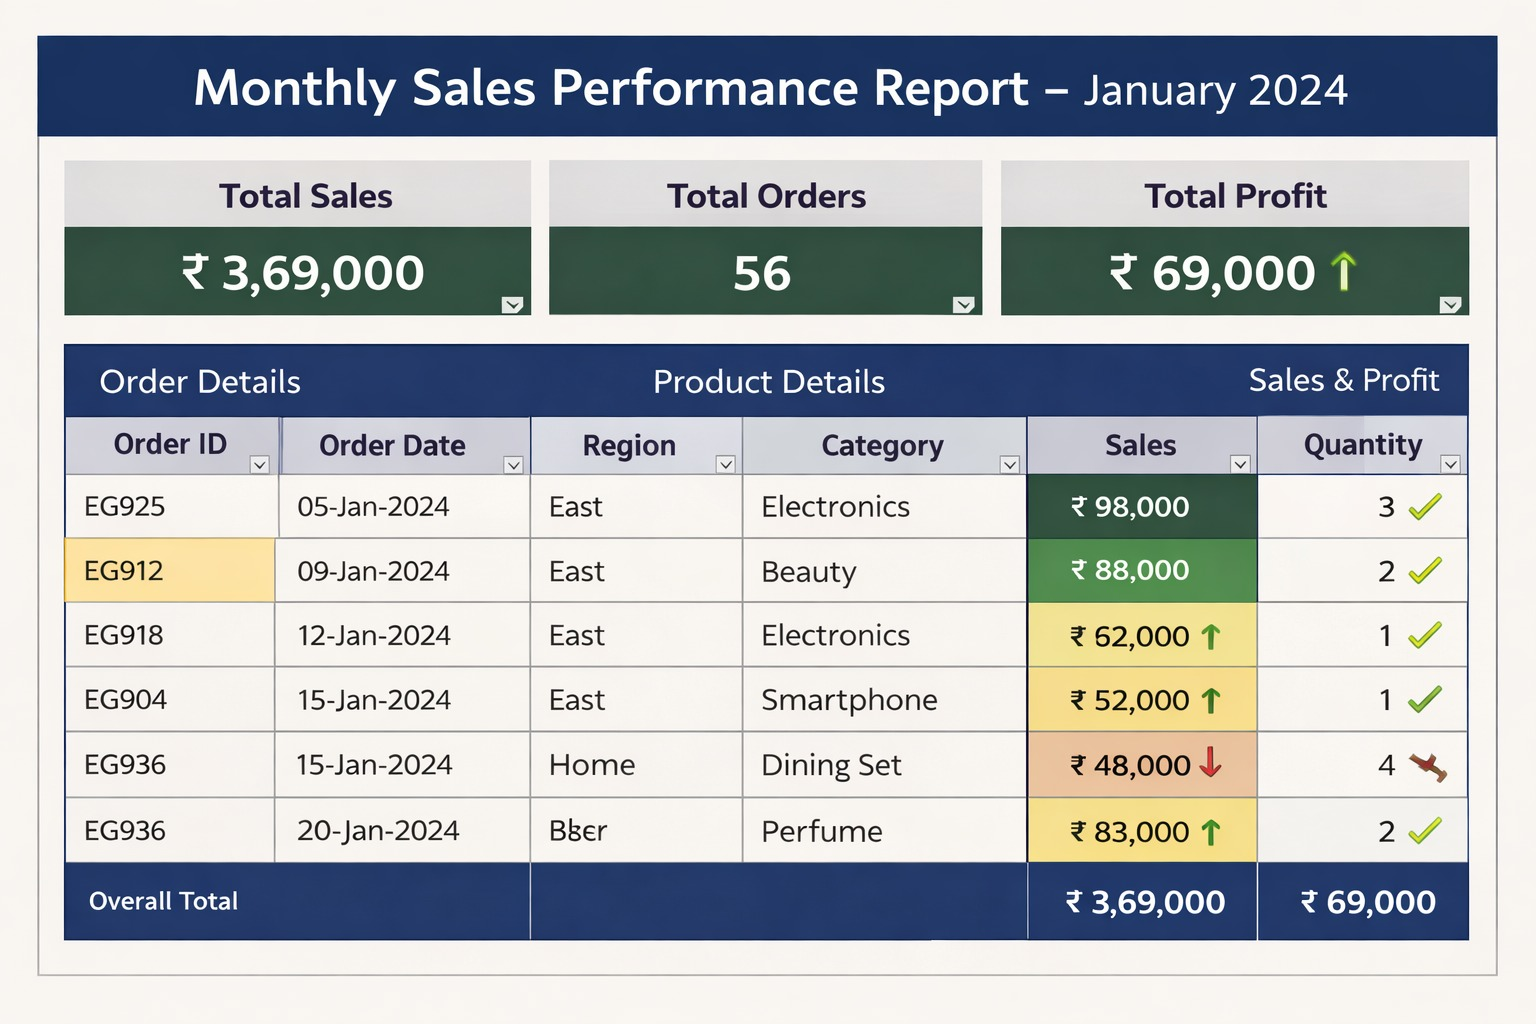 Monthly Sales Performance Report – January 2024
Total Sales Total Orders Total Profit
₹ 3,69,000 56 ₹ 69,000 ↑
Order Details Product Details Sales & Profit
Order ID Order Date Region Category Sales Quantity
EG925 05-Jan-2024 East Electronics ₹ 98,000 3 ✓
EG912 09-Jan-2024 East Beauty ₹ 88,000 2 ✓
EG918 12-Jan-2024 East Electronics ₹ 62,000 ↑ 1 ✓
EG904 15-Jan-2024 East Smartphone ₹ 52,000 ↑ 1 ✓
EG936 15-Jan-2024 Home Dining Set ₹ 48,000 ↓ 4
EG936 20-Jan-2024 Perfume ₹ 83,000 ↑ 2 ✓
Overall Total ₹ 3,69,000 ₹ 69,000